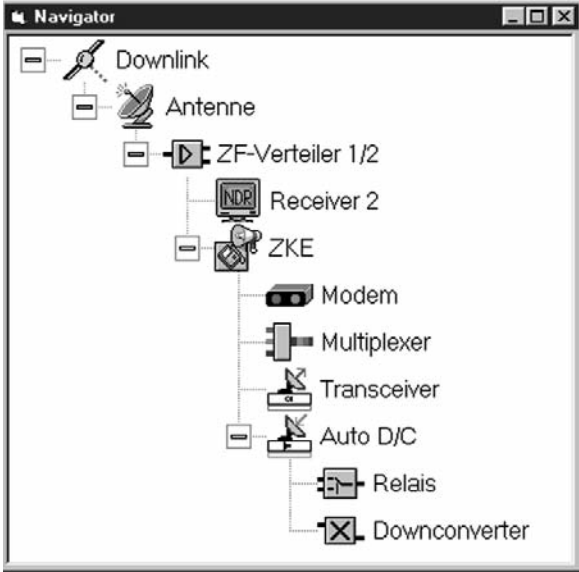 Navigator
Downlink
Antenne
ZF-Verteiler 1/2
NDR
Receiver 2
ZKE
Modem
Multiplexer
Transceiver
Auto D/C
Relais
Downconverter